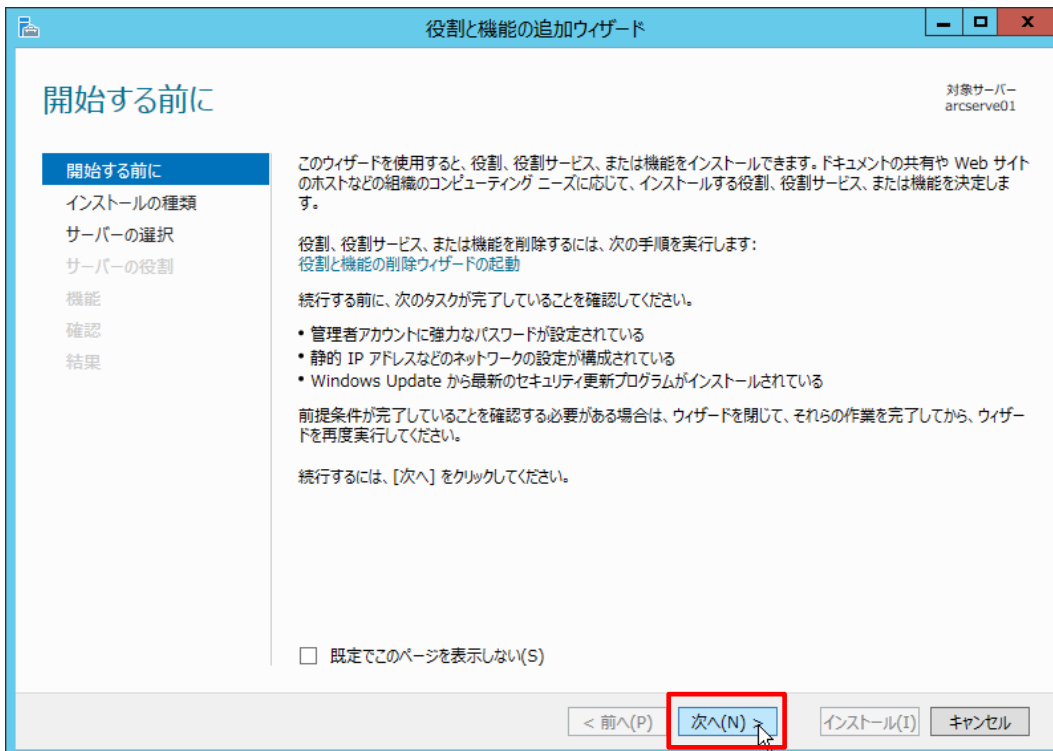 役割と機能の追加ウィザード
開始する前に
対象サーバー
arcserve01
開始する前に
インストールの種類
サーバーの選択
サーバーの役割
機能
確認
結果
このウィザードを使用すると、役割、役割サービス、または機能をインストールできます。ドキュメントの共有や Web サイト
のホストなどの組織のコンピューティング ニーズに応じて、インストールする役割、役割サービス、または機能を決定しま
す。
役割、役割サービス、または機能を削除するには、次の手順を実行します:
役割と機能の削除ウィザードの起動
続行する前に、次のタスクが完了していることを確認してください。
• 管理者アカウントに強力なパスワードが設定されている
• 静的 IP アドレスなどのネットワークの設定が構成されている
• Windows Update から最新のセキュリティ更新プログラムがインストールされている
前提条件が完了していることを確認する必要がある場合は、ウィザードを閉じて、それらの作業を完了してから、ウィザー
ドを再度実行してください。
続行するには、[次へ] をクリックしてください。
既定でこのページを表示しない(S)
< 前へ(P) 次へ(N) > インストール(I) キャンセル